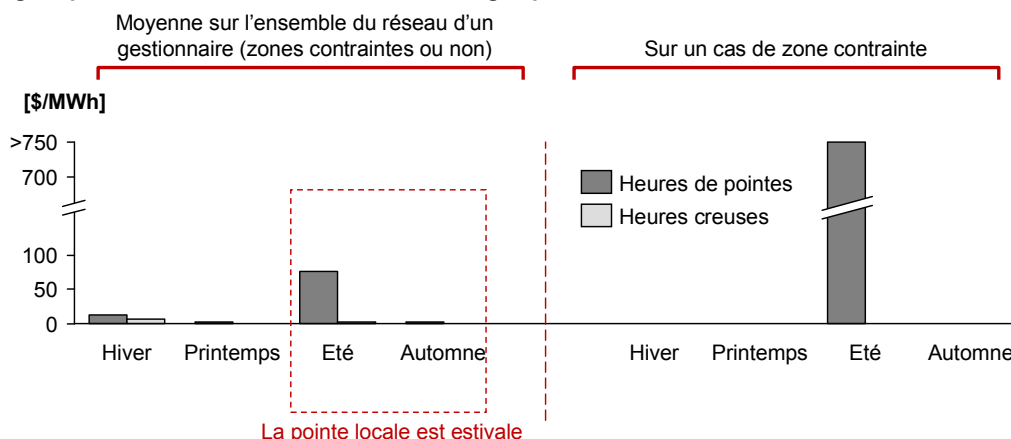 Moyenne sur l'ensemble du réseau d'un
gestionnaire (zones contraintes ou non)
Sur un cas de zone contrainte
[$/MWh]
>750
700
100
50
0
Heures de pointes
Heures creuses
Hiver Printemps Eté Automne
Hiver Printemps Eté Automne
La pointe locale est estivale